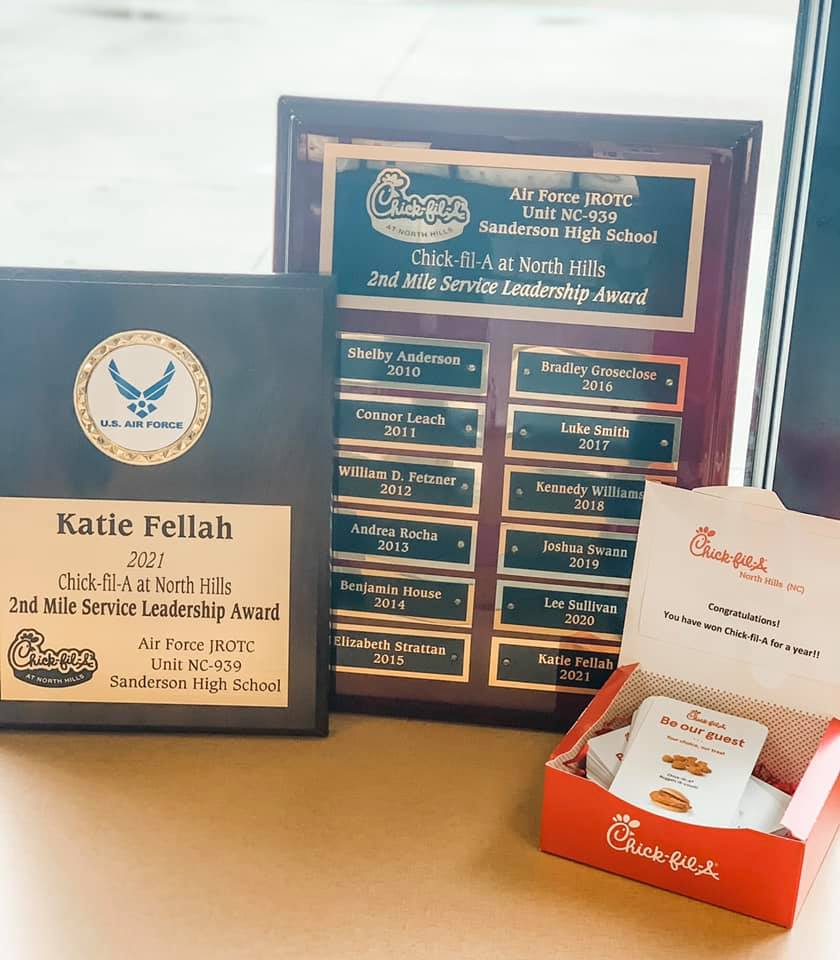 U.S. AIR FORCE
Katie Fellah
2021
Chick-fil-A at North Hills
2nd Mile Service Leadership Award
Chick-fil-A
AT NORTH HILLS
Air Force JROTC
Unit NC-939
Sanderson High School
Chick-fil-A
AT NORTH HILLS
Air Force JROTC
Unit NC-939
Sanderson High School
Chick-fil-A at North Hills
2nd Mile Service Leadership Award
Shelby Anderson
2010
Connor Leach
2011
William D. Fetzner
2012
Andrea Rocha
2013
Benjamin House
2014
Elizabeth Strattan
2015
Bradley Groseclose
2016
Luke Smith
2017
Kennedy Williams
2018
Joshua Swann
2019
Lee Sullivan
2020
Katie Fellah
2021
Chick-fil-A
North Hills (NC)
Congratulations!
You have won Chick-fil-A for a year!!
Chick-fil-A
Be our guest
Your choice, our treat
Chick-fil-A